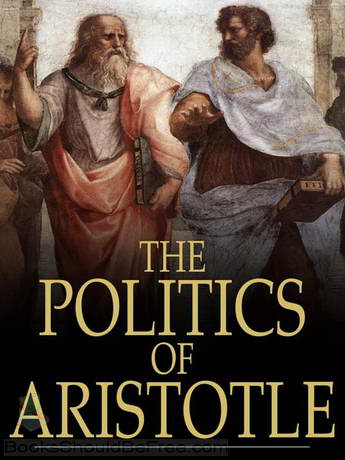 THE
POLITICS
OF
ARISTOTLE
BooksShouldBeFree.com